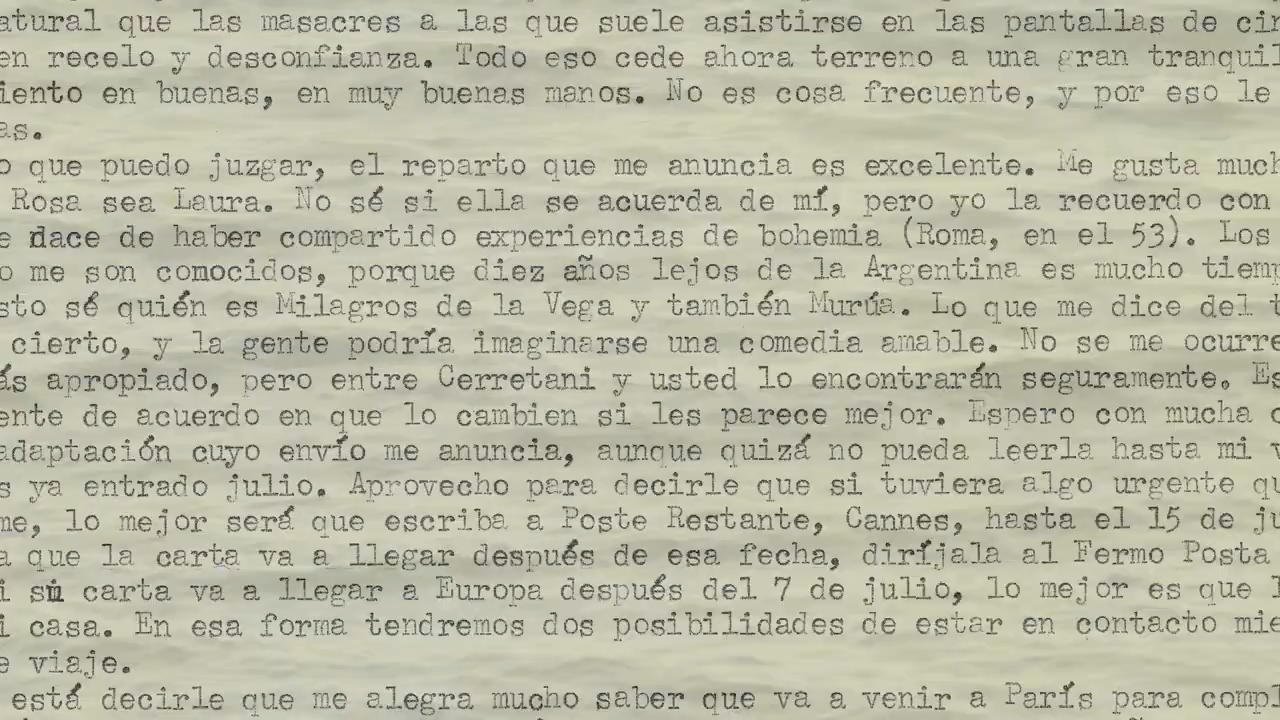 atural que las masacres a las que suele asistirse en las pantallas de cin
en recelo y desconfianza. Todo eso cede ahora terreno a una gran tranquil
iento en buenas, en muy buenas manos. No es cosa frecuente, y por eso le
as.
o que puedo juzgar, el reparto que me anuncia es excelente. Me gusta much
Rosa sea Laura. No sé si ella se acuerda de mí, pero yo la recuerdo con
e dace de haber compartido experiencias de bohemia (Roma, en el 53). Los
o me son comocidos, porque diez años lejos de la Argentina es mucho tiemp
sto sé quién es Milagros de la Vega y también Murúa. Lo que me dice del t
cierto, y la gente podría imaginarse una comedia amable. No se me ocurre
ás apropiado, pero entre Cerretani y usted lo encontrarán seguramente. Es
ente de acuerdo en que lo cambien si les parece mejor. Espero con mucha c
adaptación cuyo envío me anuncia, aunque quizá no pueda leerla hasta mi v
s ya entrado julio. Aprovecho para decirle que si tuviera algo urgente qu
me, lo mejor será que escriba a Poste Restante, Cannes, hasta el 15 de ju
a que la carta va a llegar después de esa fecha, diríjala al Fermo Posta
i su carta va a llegar a Europa después del 7 de julio, lo mejor es que l
i casa. En esa forma tendremos dos posibilidades de estar en contacto mie
e viaje.
está decirle que me alegra mucho saber que va a venir a París para compl